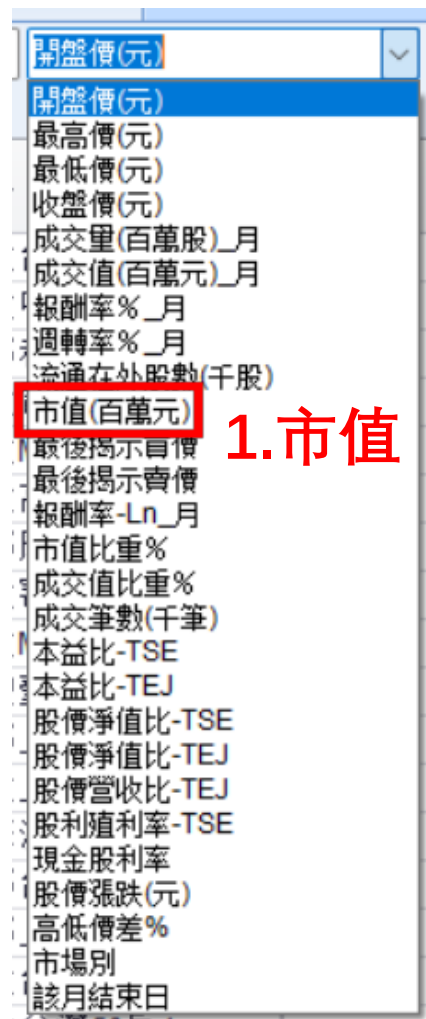 開盤價(元)
開盤價(元)
最高價(元)
最低價(元)
收盤價(元)
成交量(百萬股)_月
成交值(百萬元)_月
報酬率%_月
週轉率%_月
流通在外股數(千股)
市值(百萬元)
1.市值
最後揭示買價
最後揭示賣價
報酬率-Ln_月
市值比重%
成交值比重%
成交筆數(千筆)
本益比-TSE
本益比-TEJ
股價淨值比-TSE
股價淨值比-TEJ
股價營收比-TEJ
股利殖利率-TSE
現金股利率
股價漲跌(元)
高低價差%
市場別
該月結束日